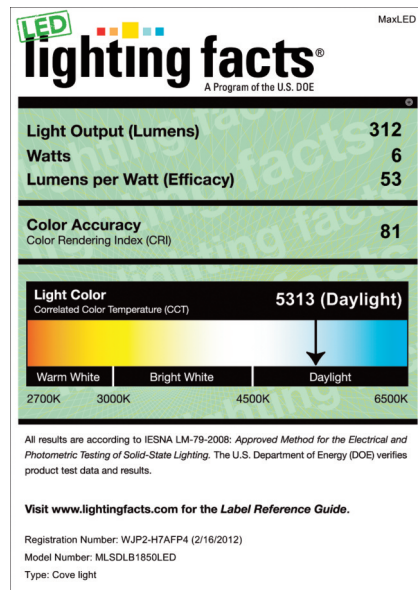 MaxLED
LED
lighting facts®
A Program of the U.S. DOE
Light Output (Lumens) 312
Watts 6
Lumens per Watt (Efficacy) 53
Color Accuracy
Color Rendering Index (CRI) 81
Light Color
Correlated Color Temperature (CCT) 5313 (Daylight)
Warm White Bright White Daylight
2700K 3000K 4500K 6500K
All results are according to IESNA LM-79-2008: Approved Method for the Electrical and
Photometric Testing of Solid-State Lighting. The U.S. Department of Energy (DOE) verifies
product test data and results.
Visit www.lightingfacts.com for the Label Reference Guide.
Registration Number: WJP2-H7AFP4 (2/16/2012)
Model Number: MLSDLB1850LED
Type: Cove light